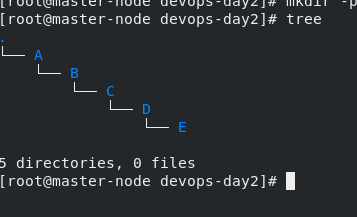 [root@master-node devops-day2]# mkdir -p
[root@master-node devops-day2]# tree
.
└── A
    └── B
        └── C
            └── D
                └── E

5 directories, 0 files
[root@master-node devops-day2]#